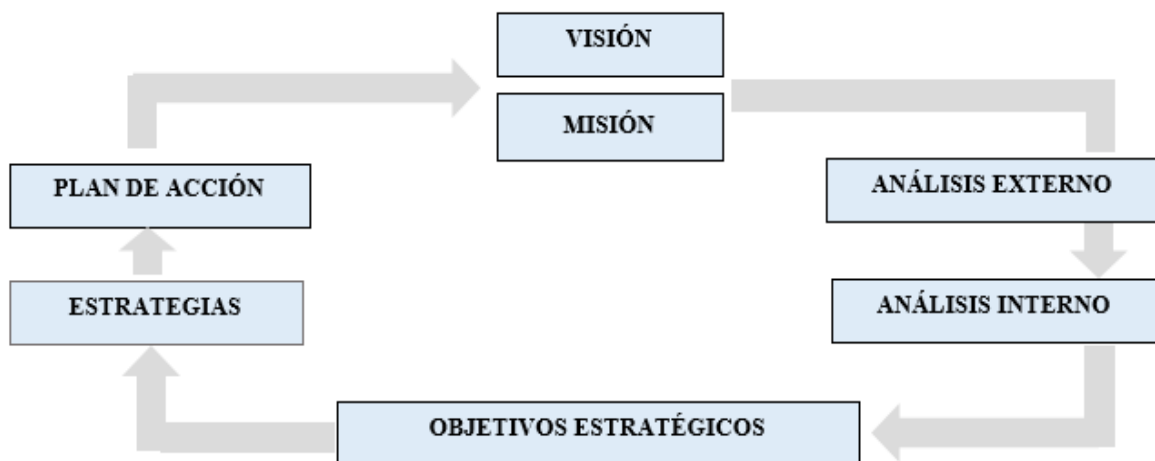 VISIÓN
MISIÓN
PLAN DE ACCIÓN
ANÁLISIS EXTERNO
ESTRATEGIAS
ANÁLISIS INTERNO
OBJETIVOS ESTRATÉGICOS